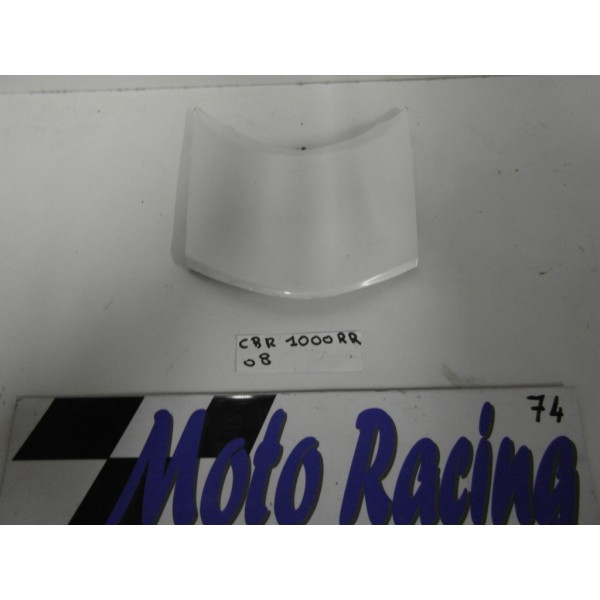 CBR 1000RR
08
74
Moto Racing